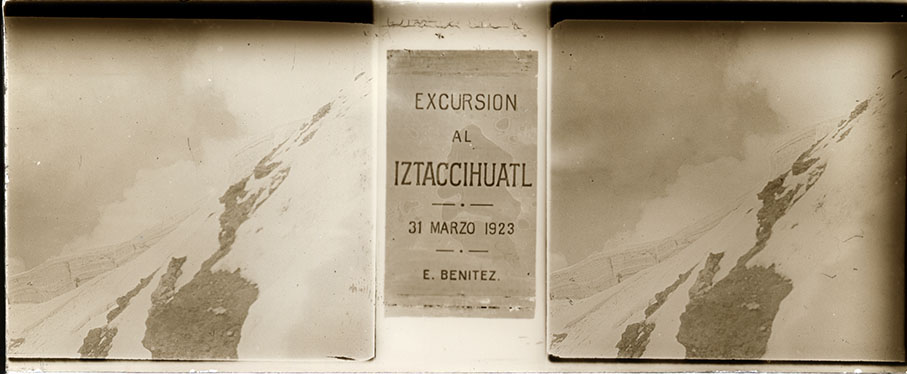 EXCURSION
AL
IZTACCIHUATL
31 MARZO 1923
E. BENITEZ.